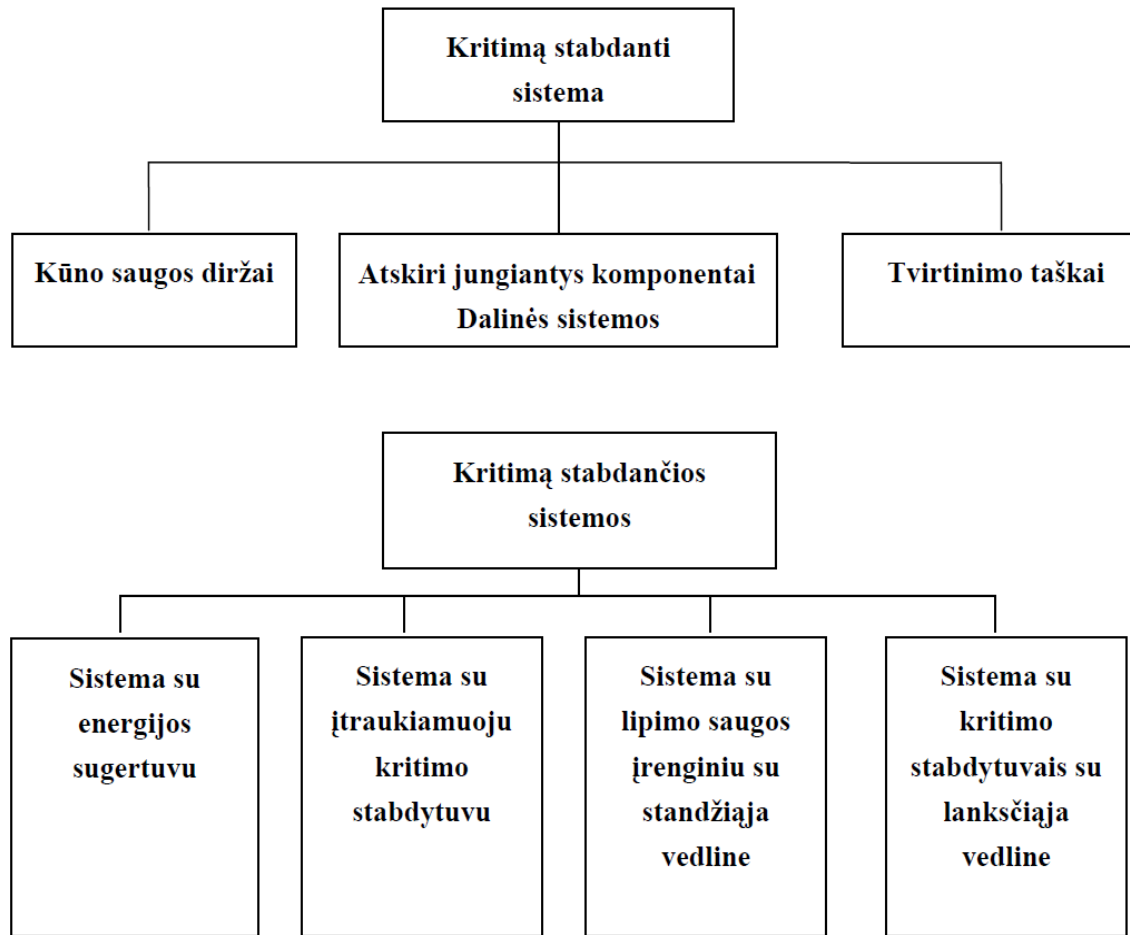 Kritimą stabdanti
sistema
Kūno saugos diržai
Atskiri jungiantys komponentai
Dalinės sistemos
Tvirtinimo taškai
Kritimą stabdančios
sistemos
Sistema su
energijos
sugertuvu
Sistema su
įtraukiamuoju
kritimo
stabdytuvu
Sistema su
lipimo saugos
įrenginiu su
standžiąja
vedline
Sistema su
kritimo
stabdytuvais su
lanksčiąja
vedline